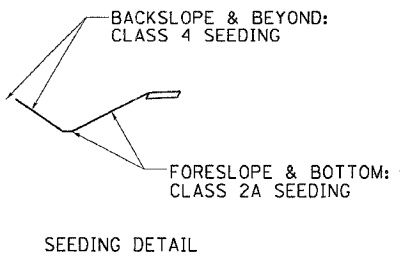 BACKSLOPE & BEYOND:
CLASS 4 SEEDING
FORESLOPE & BOTTOM:
CLASS 2A SEEDING
SEEDING DETAIL